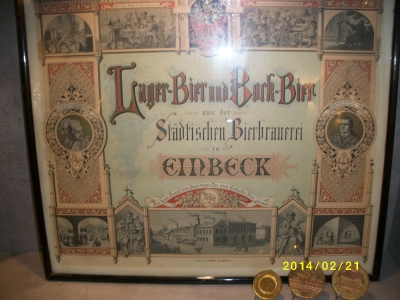 Lager-Bier und Bock-Bier
aus der
Städtischen Bierbrauerei
zu
EINBECK
2014/02/21